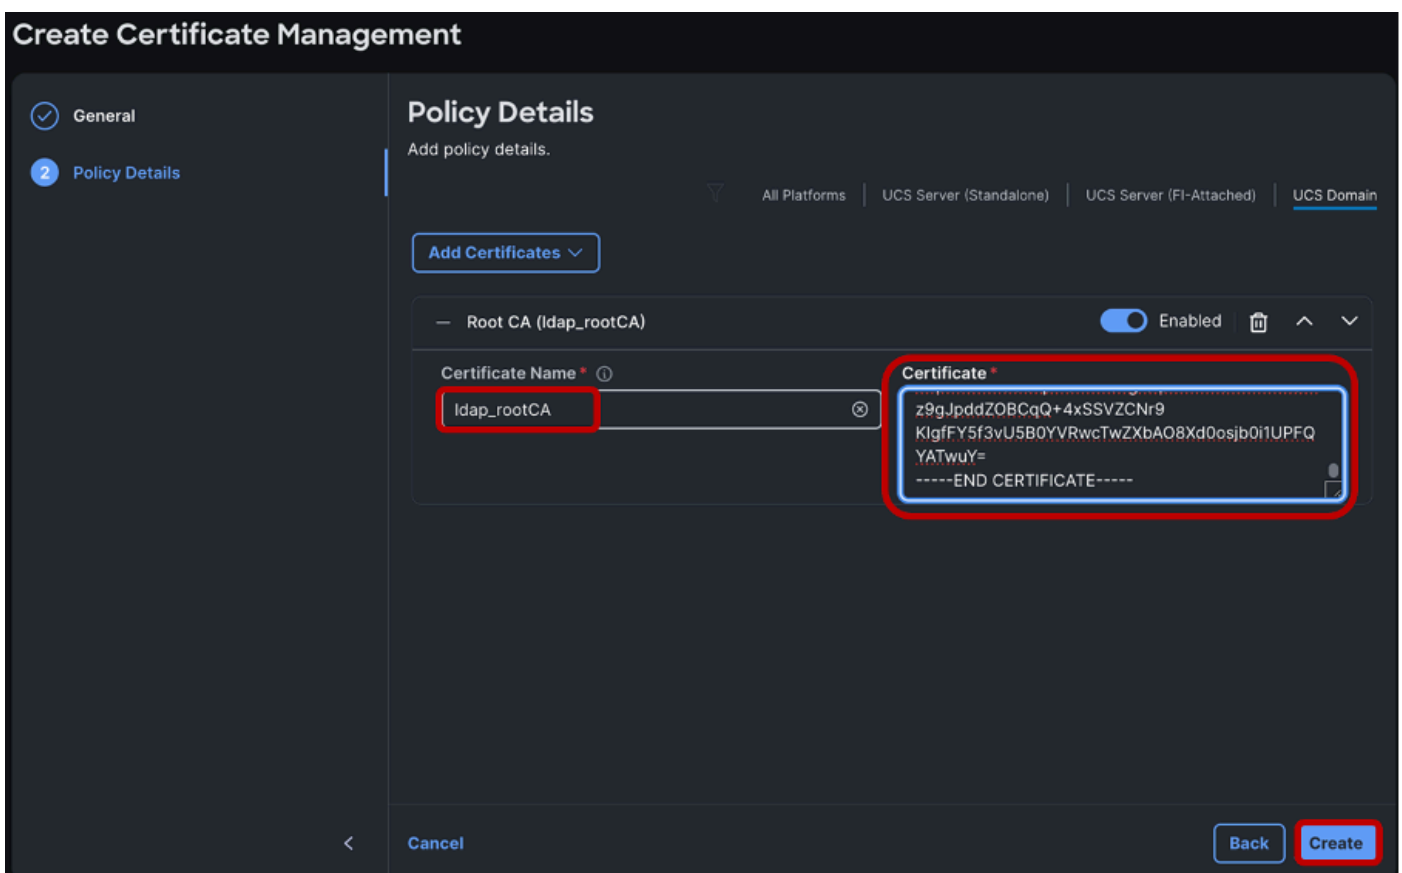 Create Certificate Management
General
2 Policy Details
Policy Details
Add policy details.
All Platforms | UCS Server (Standalone) | UCS Server (FI-Attached) | UCS Domain
Add Certificates
Root CA (ldap_rootCA)
Enabled
Certificate Name *
ldap_rootCA
Certificate *
z9gJpddZOBCqQ+4xSSVZCNr9
KIgfFY5f3vU5B0YVRwcTwZXbAO8Xd0osjb0i1UPFQ
YATwuY=
-----END CERTIFICATE-----
Cancel
Back
Create